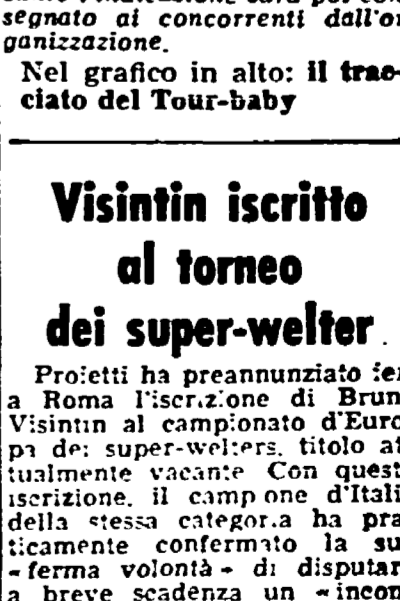 segnato ai concorrenti dall'or
ganizzazione.
Nel grafico in alto: il trac-
ciato del Tour-baby
Visintin iscritto
al torneo
dei super-welter
Proietti ha preannunziato ier
a Roma l'iscrizione di Brun
Visintin al campionato d'Euro
pa dei super-welters, titolo at
tualmente vacante Con quest
iscrizione, il campione d'Itali
della stessa categoria ha pra
ticamente confermato la su
«ferma volontà» di disputar
a breve scadenza un «incon